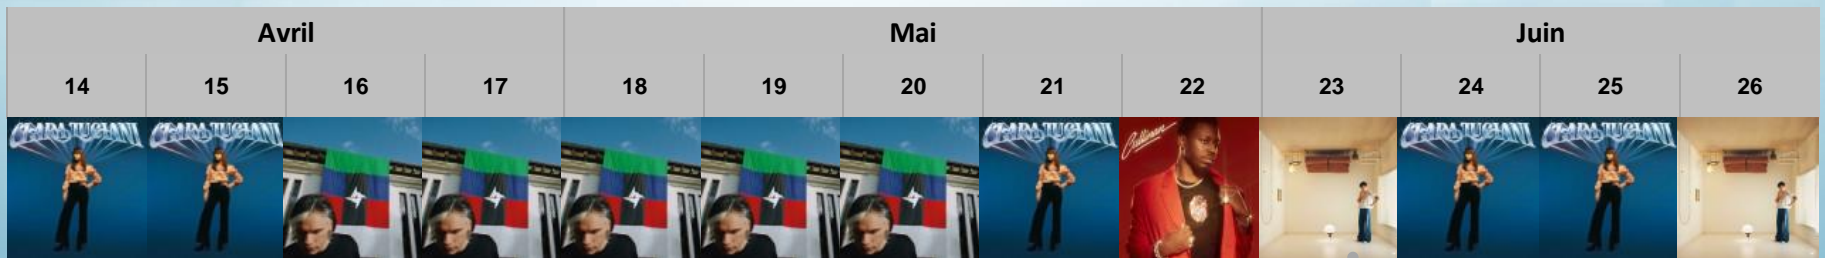 Avril Mai Juin
14 15 16 17 18 19 20 21 22 23 24 25 26
CLARA LUCIANI CLARA LUCIANI CLARA LUCIANI Cullinan CLARA LUCIANI CLARA LUCIANI